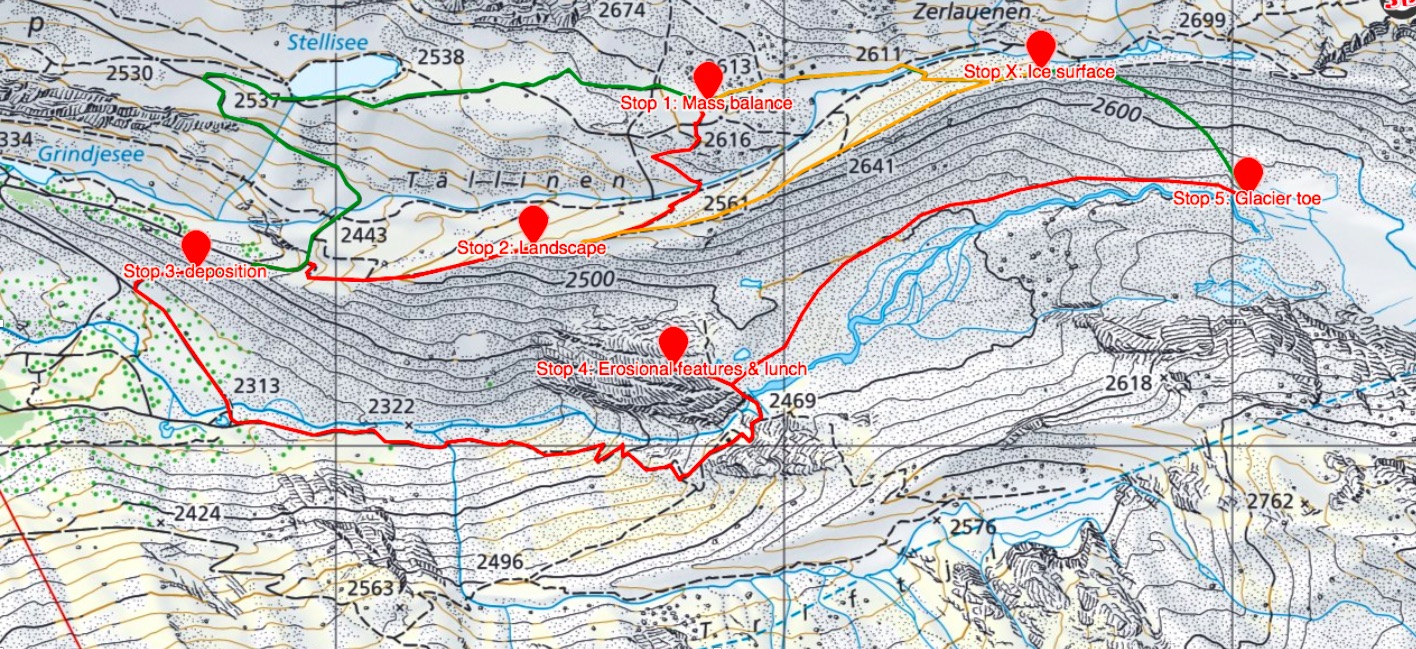 p
2674
Zerlauenen
2699
Stellisee
2538
2611
2530
Stop X: Ice surface
2537
Stop 1: Mass balance
2600
334
2616
Grindjesee
2641
Tällinen
Stop 5: Glacier toe
2561
2443
Stop 2: Landscape
Stop 3: deposition
2500
Stop 4: Erosional features & lunch
2313
2618
2322
2469
2424
2762
2576
2496
2563
T r i f t j